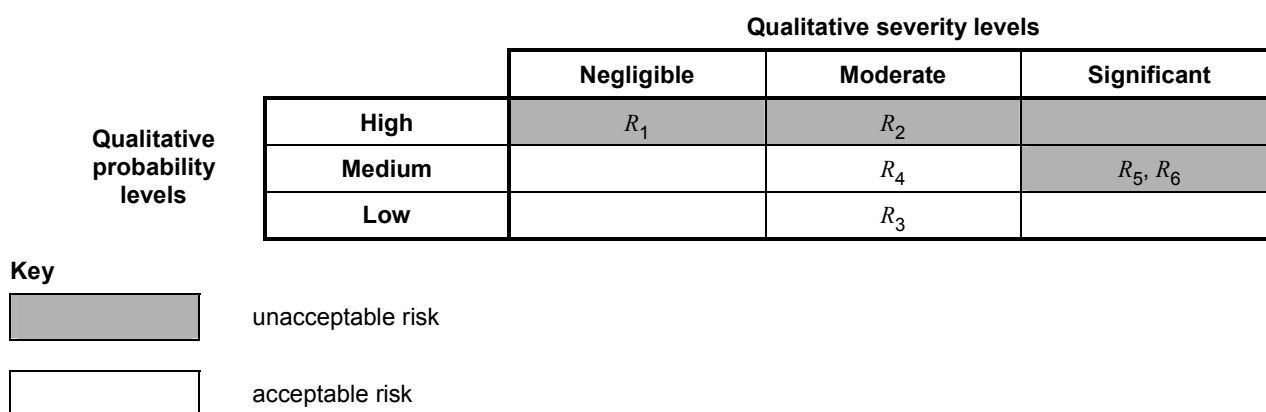 Qualitative severity levels
Negligible Moderate Significant
Qualitative probability levels
High R1 R2
Medium R4 R5, R6
Low R3
Key
unacceptable risk
acceptable risk